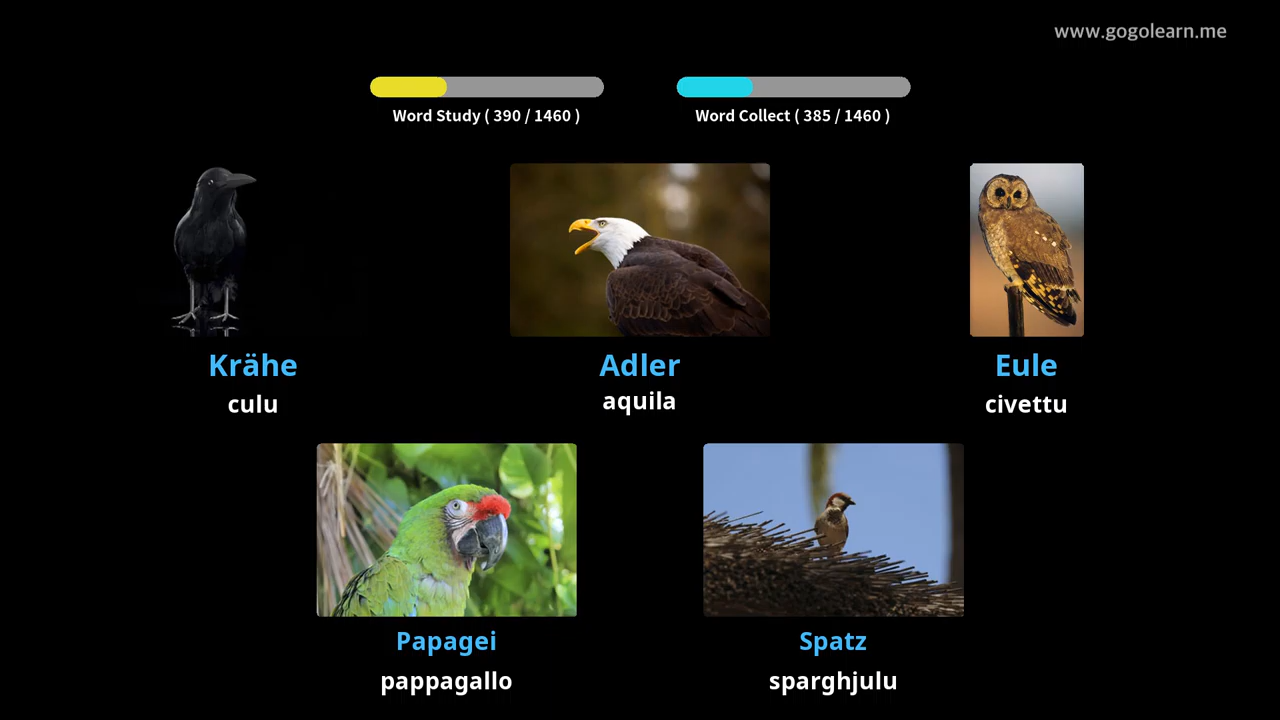 www.gogolearn.me
Word Study ( 390 / 1460 )
Word Collect ( 385 / 1460 )
Krähe
culu
Adler
aquila
Eule
civettu
Papagei
pappagallo
Spatz
sparghjulu